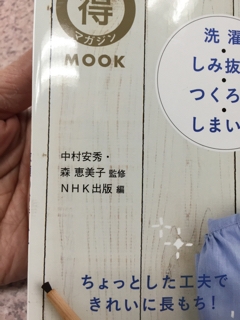 得
マガジン
MOOK
洗濯
しみ抜
つくろ
しまい
中村安秀・
森 恵美子 監修
NHK出版 編
ちょっとした工夫で
きれいに長もち!